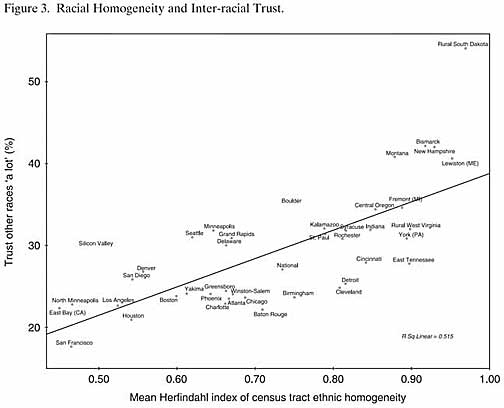 Figure 3. Racial Homogeneity and Inter-racial Trust.
Rural South Dakota
50
Bismarck
New Hampshire
Montana
Lewiston (ME)
40
Boulder
Fremont (MI)
Central Oregon
Minneapolis
Kalamazoo
Syracuse Indiana
Rural West Virginia
Seattle
Grand Rapids
St. Paul
Rochester
York (PA)
Delaware
30
Silicon Valley
Cincinnati
East Tennessee
National
Denver
San Diego
Detroit
Cleveland
Yakima
Greensboro
Winston-Salem
Birmingham
North Minneapolis
Los Angeles
Boston
Phoenix
Atlanta
Chicago
East Bay (CA)
Houston
Charlotte
Baton Rouge
20
San Francisco
R Sq Linear = 0.515
Trust other races 'a lot' (%)
0.50
0.60
0.70
0.80
0.90
1.00
Mean Herfindahl index of census tract ethnic homogeneity